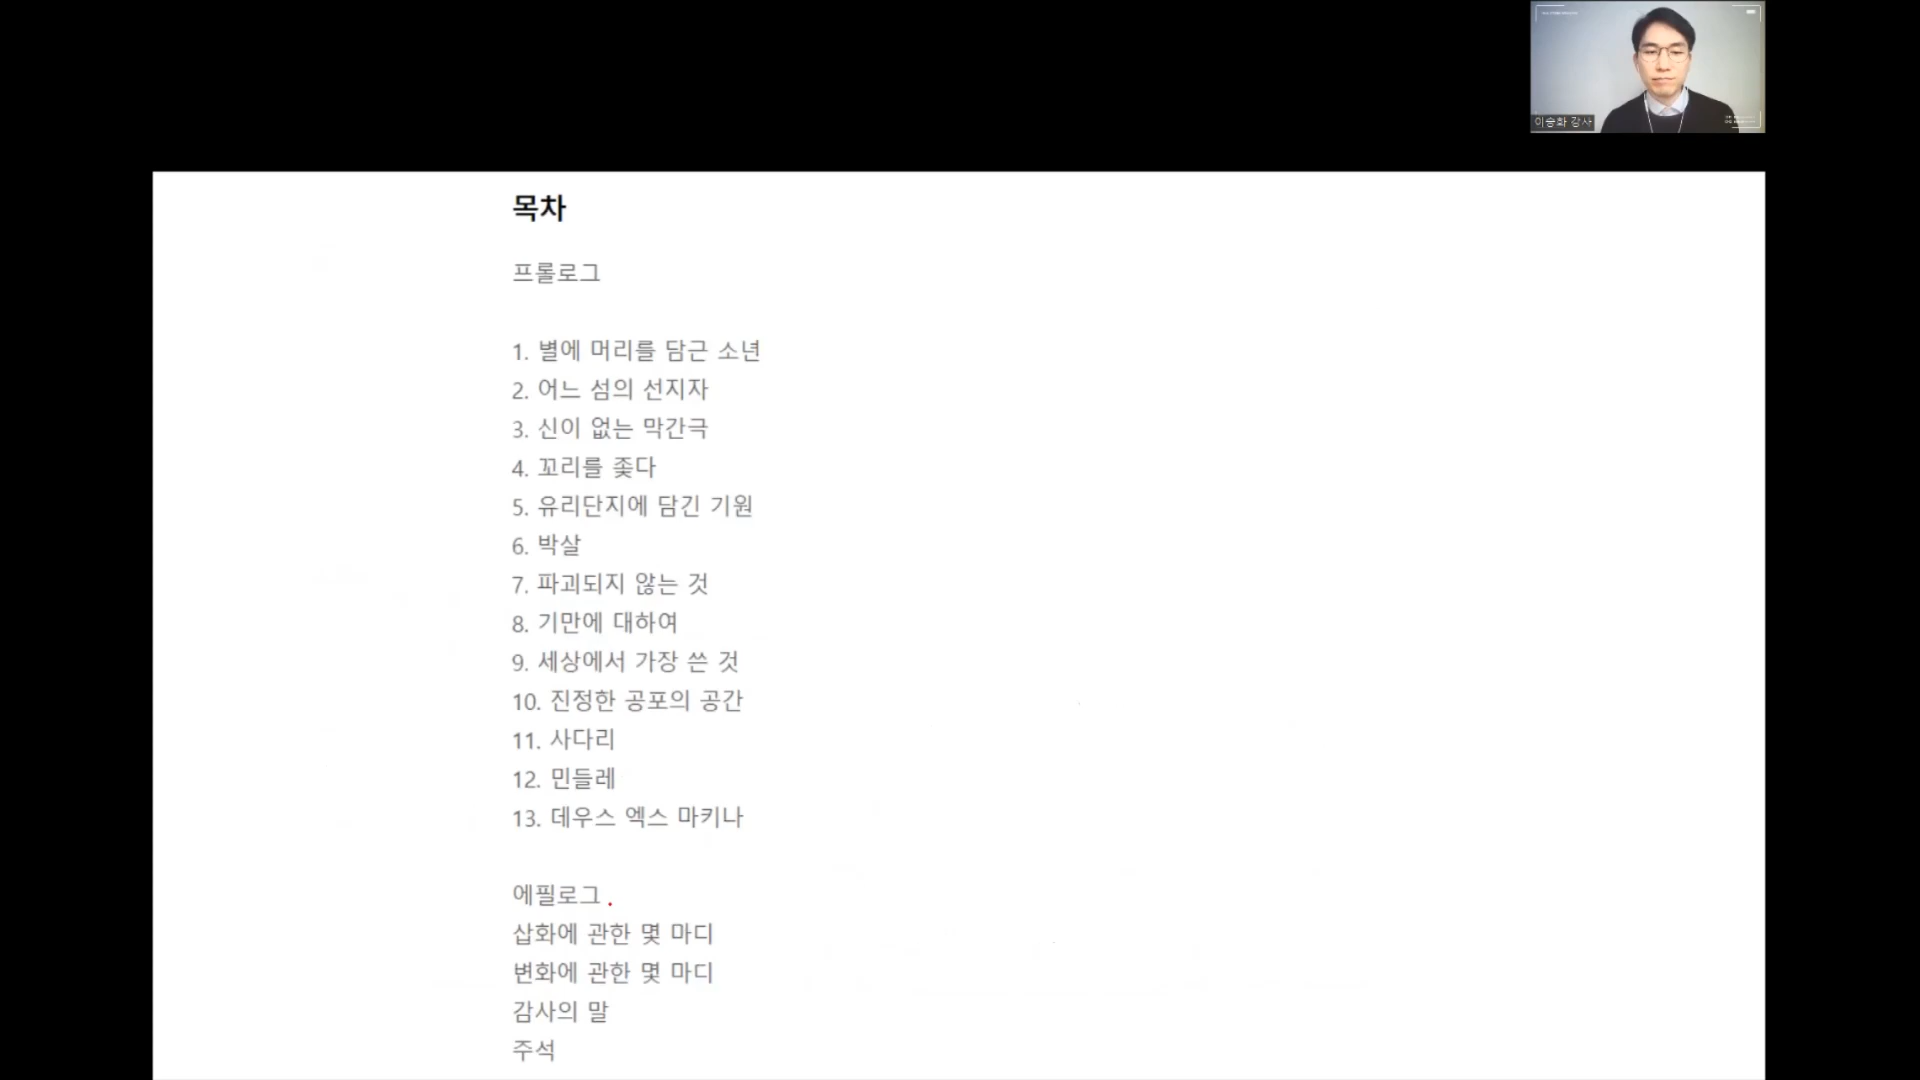 이승화 강사
목차
프롤로그
1. 별에 머리를 담근 소년
2. 어느 섬의 선지자
3. 신이 없는 막간극
4. 꼬리를 좇다
5. 유리단지에 담긴 기원
6. 박살
7. 파괴되지 않는 것
8. 기만에 대하여
9. 세상에서 가장 쓴 것
10. 진정한 공포의 공간
11. 사다리
12. 민들레
13. 데우스 엑스 마키나
에필로그
삽화에 관한 몇 마디
변화에 관한 몇 마디
감사의 말
주석